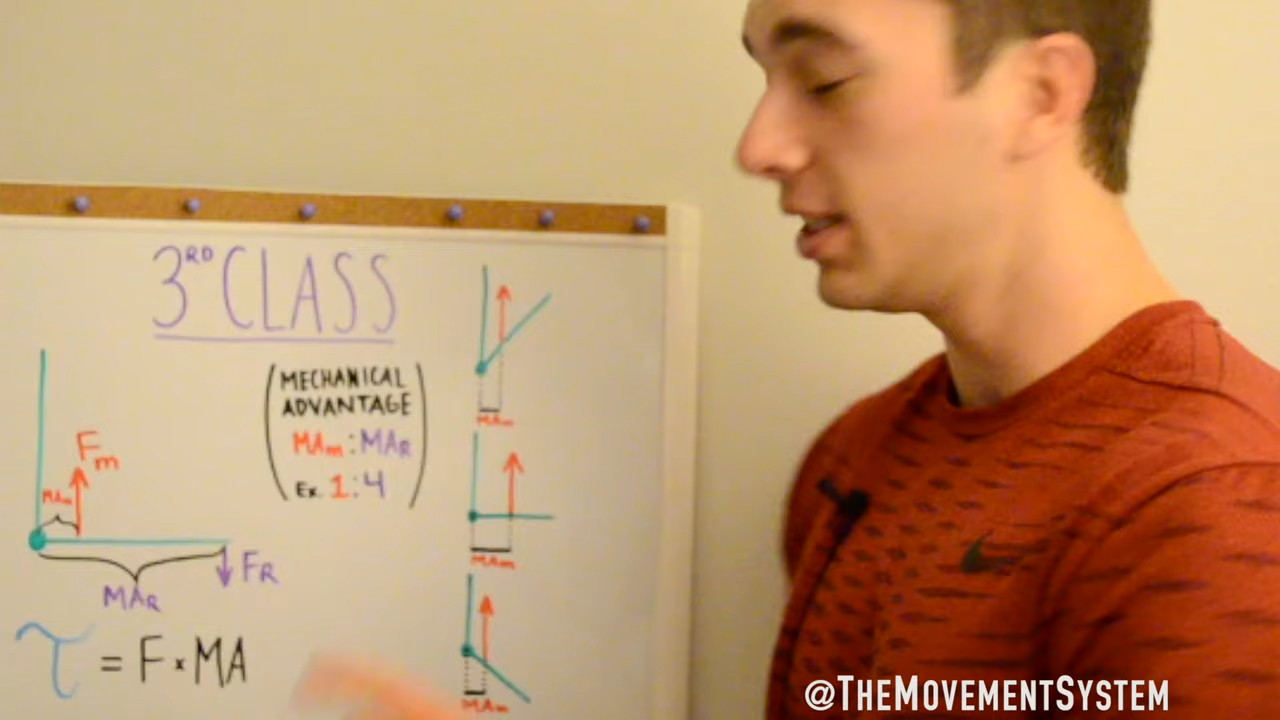 3RD CLASS
(MECHANICAL
ADVANTAGE
MAm:MAR
Ex. 1:4)
Fm
MAm
FR
MAR
τ = F·MA
MAm
MAm
MAm
@THEMOVEMENTSYSTEM